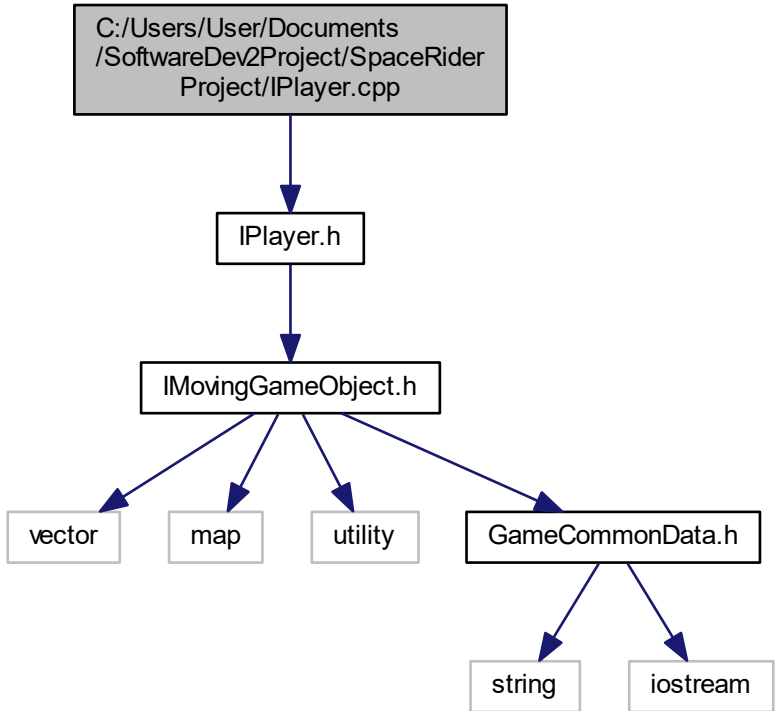 C:/Users/User/Documents
/SoftwareDev2Project/SpaceRider
Project/IPlayer.cpp
IPlayer.h
IMovingGameObject.h
vector
map
utility
GameCommonData.h
string
iostream